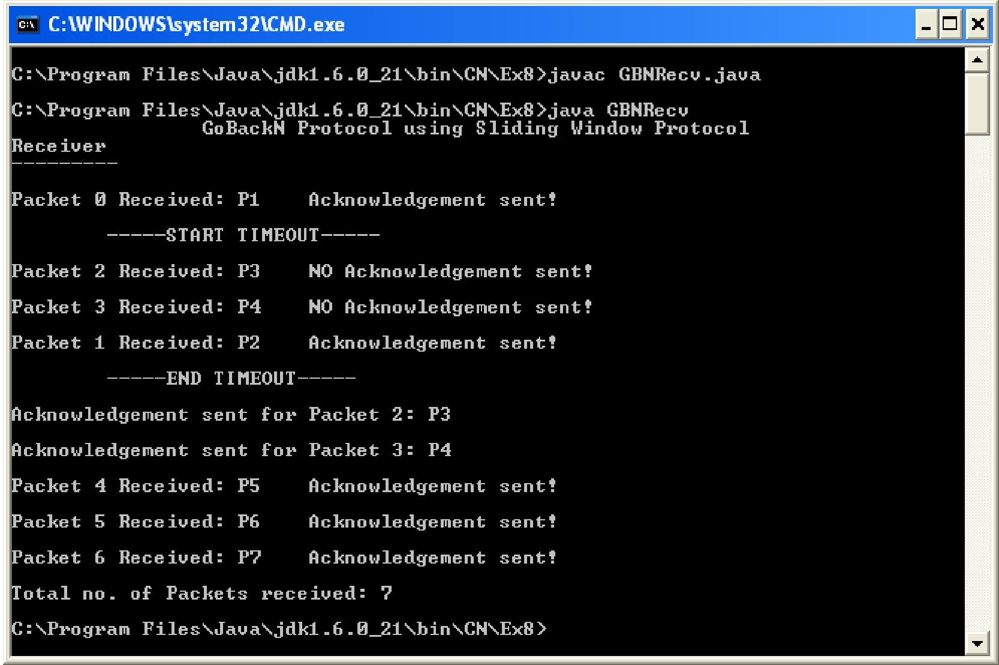 C:\WINDOWS\system32\CMD.exe
C:\Program Files\Java\jdk1.6.0_21\bin\CN\Ex8>javac GBNRecv.java
C:\Program Files\Java\jdk1.6.0_21\bin\CN\Ex8>java GBNRecv
GoBackN Protocol using Sliding Window Protocol
Receiver
---------
Packet 0 Received: P1    Acknowledgement sent!
-----START TIMEOUT-----
Packet 2 Received: P3    NO Acknowledgement sent!
Packet 3 Received: P4    NO Acknowledgement sent!
Packet 1 Received: P2    Acknowledgement sent!
-----END TIMEOUT-----
Acknowledgement sent for Packet 2: P3
Acknowledgement sent for Packet 3: P4
Packet 4 Received: P5    Acknowledgement sent!
Packet 5 Received: P6    Acknowledgement sent!
Packet 6 Received: P7    Acknowledgement sent!
Total no. of Packets received: 7
C:\Program Files\Java\jdk1.6.0_21\bin\CN\Ex8>